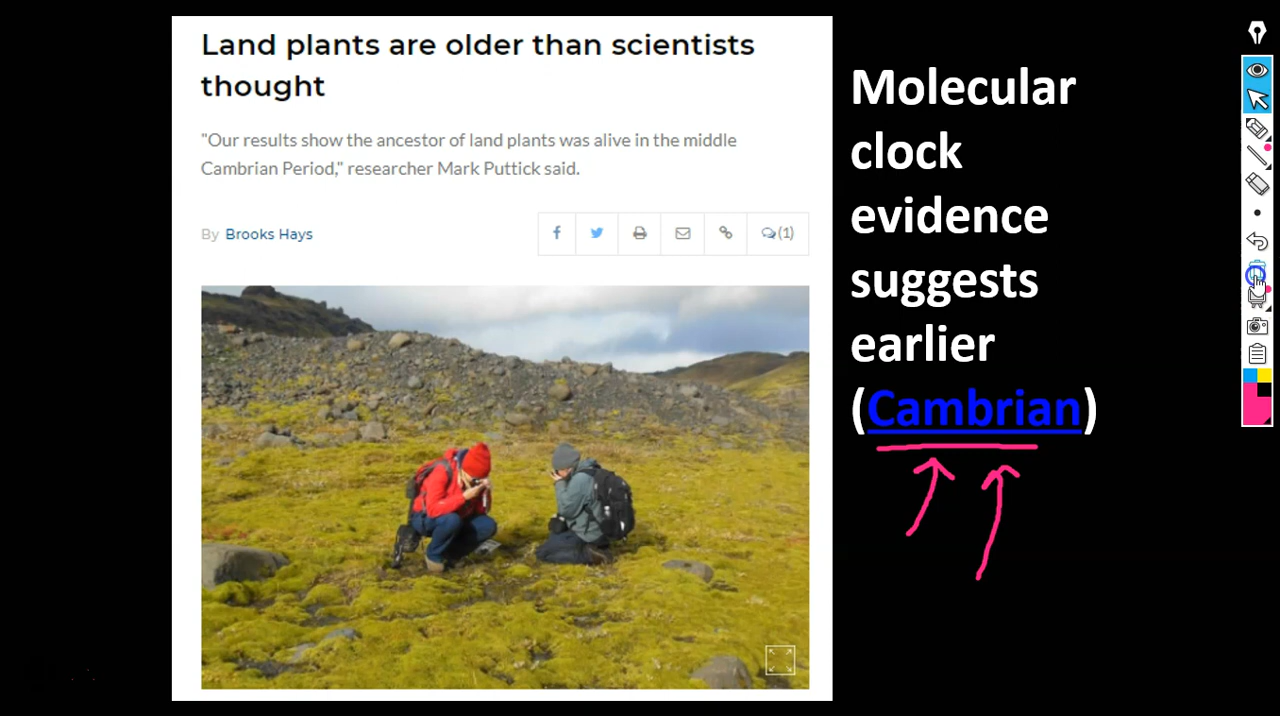 Land plants are older than scientists
thought
"Our results show the ancestor of land plants was alive in the middle
Cambrian Period," researcher Mark Puttick said.
By Brooks Hays
(1)
Molecular
clock
evidence
suggests
earlier
(Cambrian)